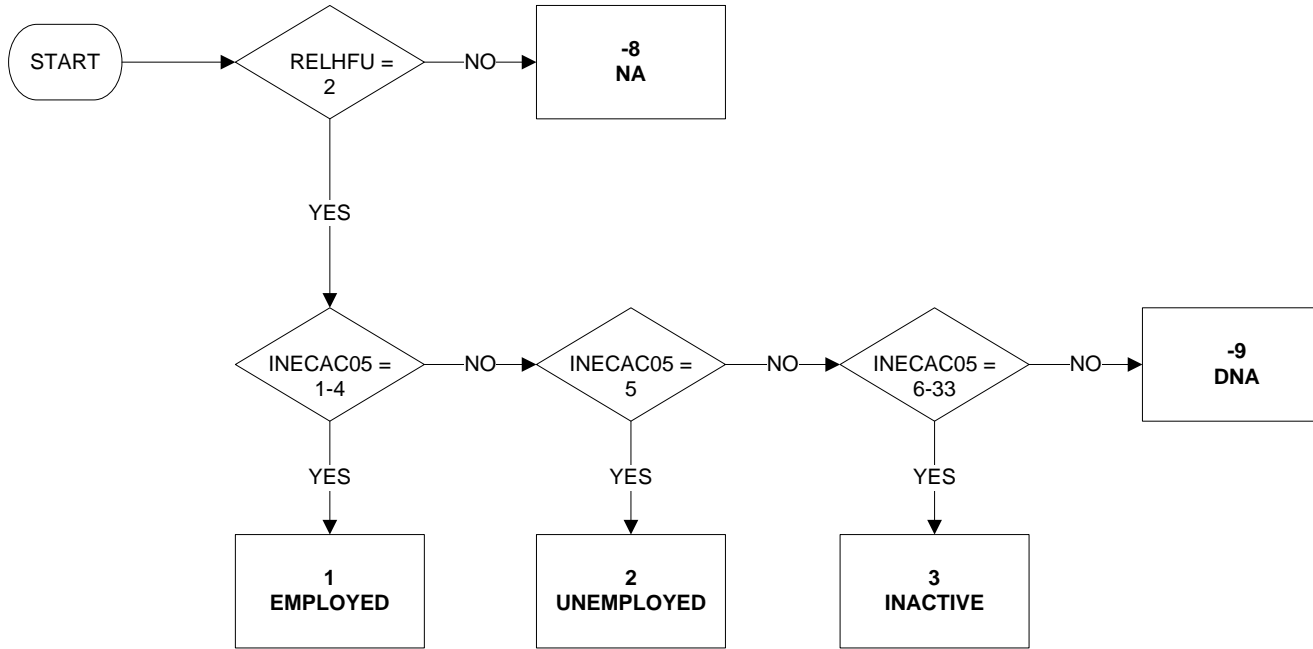 START
RELHFU =
2
NO
-8
NA
YES
INECAC05 =
1-4
NO
INECAC05 =
5
NO
INECAC05 =
6-33
NO
-9
DNA
YES
YES
YES
1
EMPLOYED
2
UNEMPLOYED
3
INACTIVE